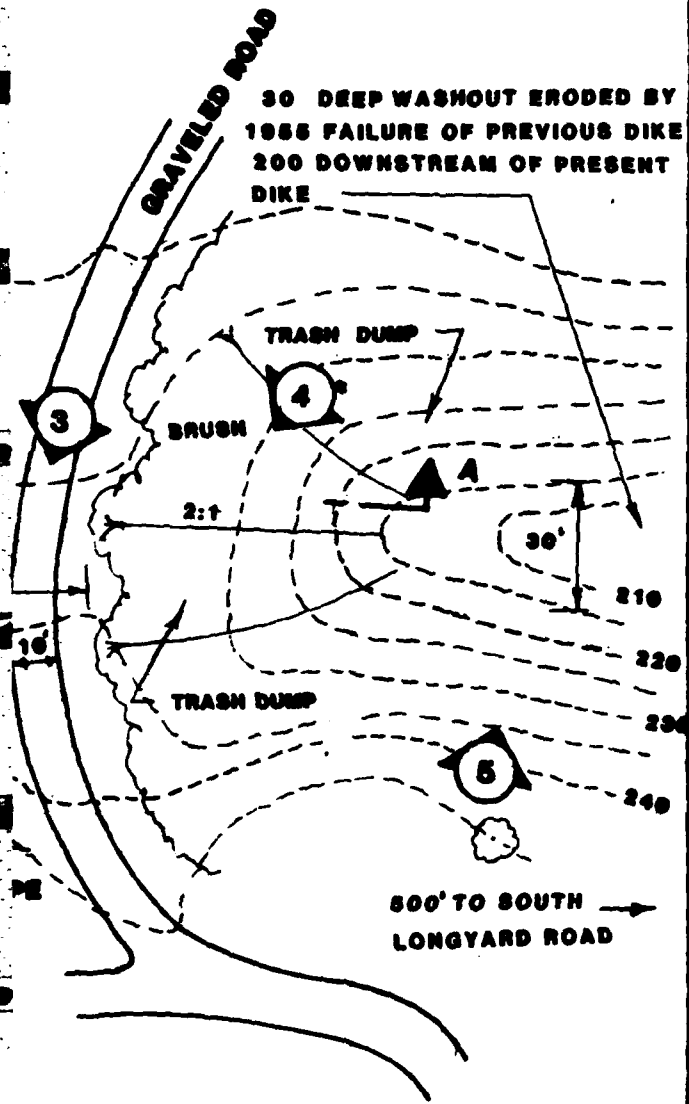 GRAVELED ROAD
30 DEEP WASHOUT ERODED BY
1955 FAILURE OF PREVIOUS DIKE
200 DOWNSTREAM OF PRESENT
DIKE
TRASH DUMP
4
3
BRUSH
A
2:1
30'
210
10'
220
TRASH DUMP
230
5
240
PE
500' TO SOUTH
LONGYARD ROAD